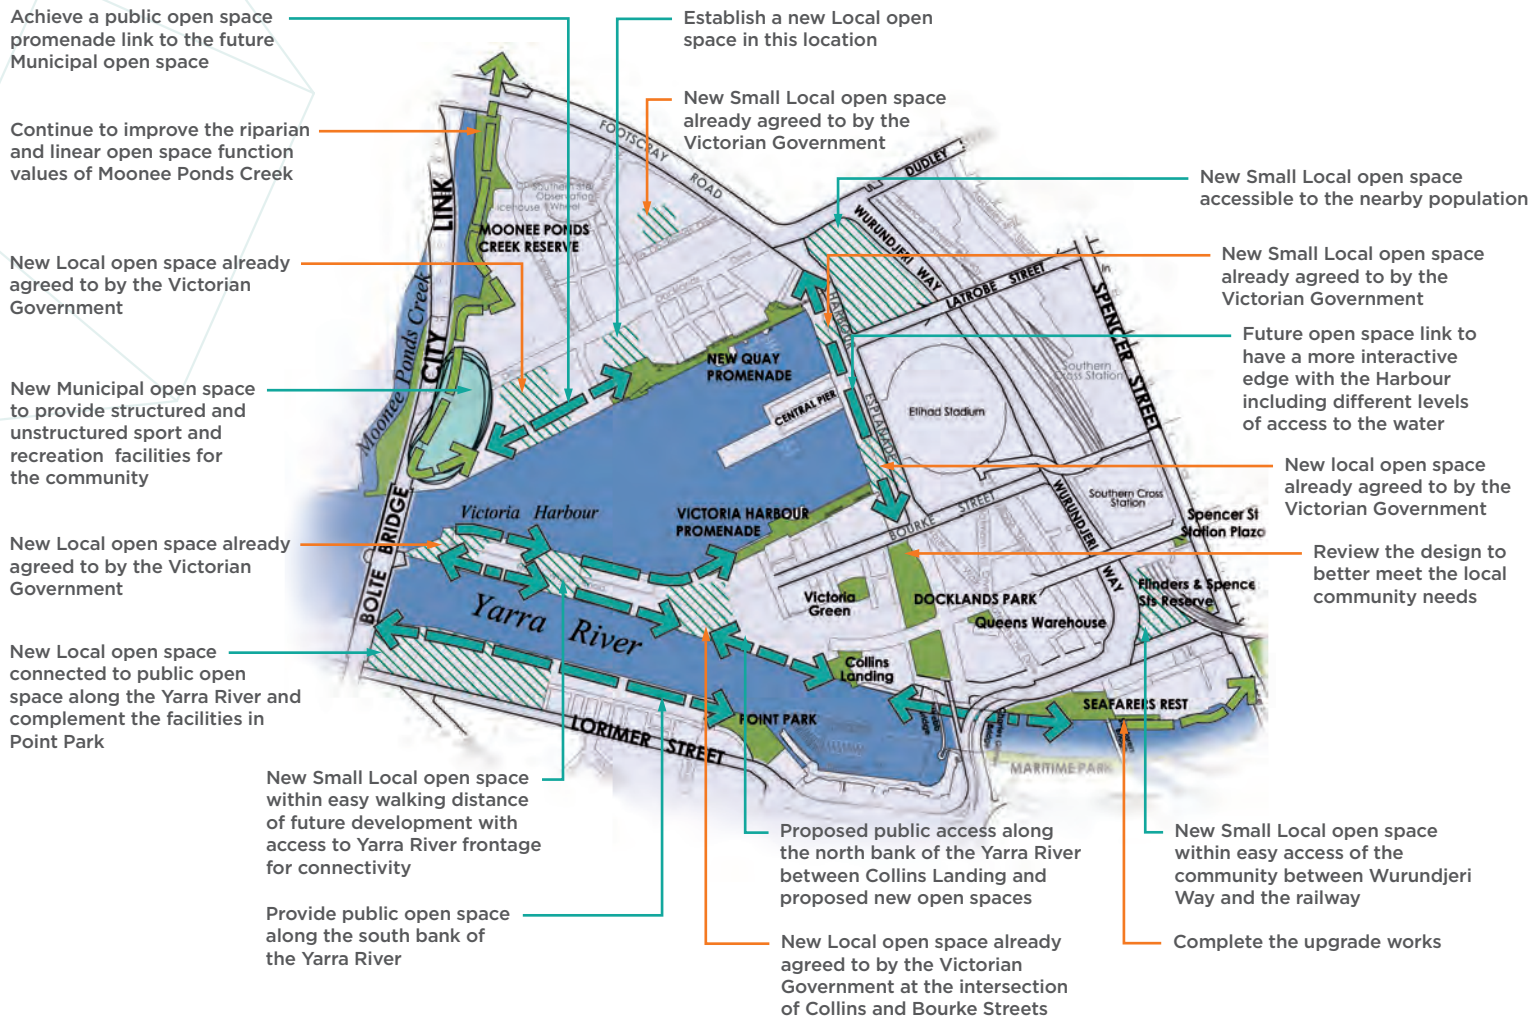 Achieve a public open space
promenade link to the future
Municipal open space
Establish a new Local open
space in this location
New Small Local open space
already agreed to by the
Victorian Government
Continue to improve the riparian
and linear open space function
values of Moonee Ponds Creek
New Small Local open space
accessible to the nearby population
New Local open space already
agreed to by the Victorian
Government
New Small Local open space
already agreed to by the
Victorian Government
Future open space link to
have a more interactive
edge with the Harbour
including different levels
of access to the water
New Municipal open space
to provide structured and
unstructured sport and
recreation facilities for
the community
New local open space
already agreed to by the
Victorian Government
New Local open space already
agreed to by the Victorian
Government
Review the design to
better meet the local
community needs
New Local open space
connected to public open
space along the Yarra River and
complement the facilities in
Point Park
New Small Local open space
within easy walking distance
of future development with
access to Yarra River frontage
for connectivity
Provide public open space
along the south bank of
the Yarra River
Proposed public access along
the north bank of the Yarra River
between Collins Landing and
proposed new open spaces
New Local open space already
agreed to by the Victorian
Government at the intersection
of Collins and Bourke Streets
New Small Local open space
within easy access of the
community between Wurundjeri
Way and the railway
Complete the upgrade works
FOOTSCRAY ROAD
DUDLEY
CITY LINK
Observation
Icehouse Wheel
MOONEE PONDS
CREEK RESERVE
WURUNDJERI WAY
LATROBE STREET
SPENCER STREET
Moonee Ponds Creek
HARBOUR ESPLANADE
NEW QUAY
PROMENADE
Southern
Cross Station
CENTRAL PIER
Etihad Stadium
BOLTE BRIDGE
Victoria Harbour
VICTORIA HARBOUR
PROMENADE
BOURKE STREET
WURUNDJERI WAY
Southern Cross
Station
Spencer St
Station Plaza
Yarra River
Victoria
Green
DOCKLANDS PARK
Queens Warehouse
Flinders & Spence
Sts Reserve
Collins
Landing
SEAFARERS REST
POINT PARK
LORIMER STREET
MARITIME PARK